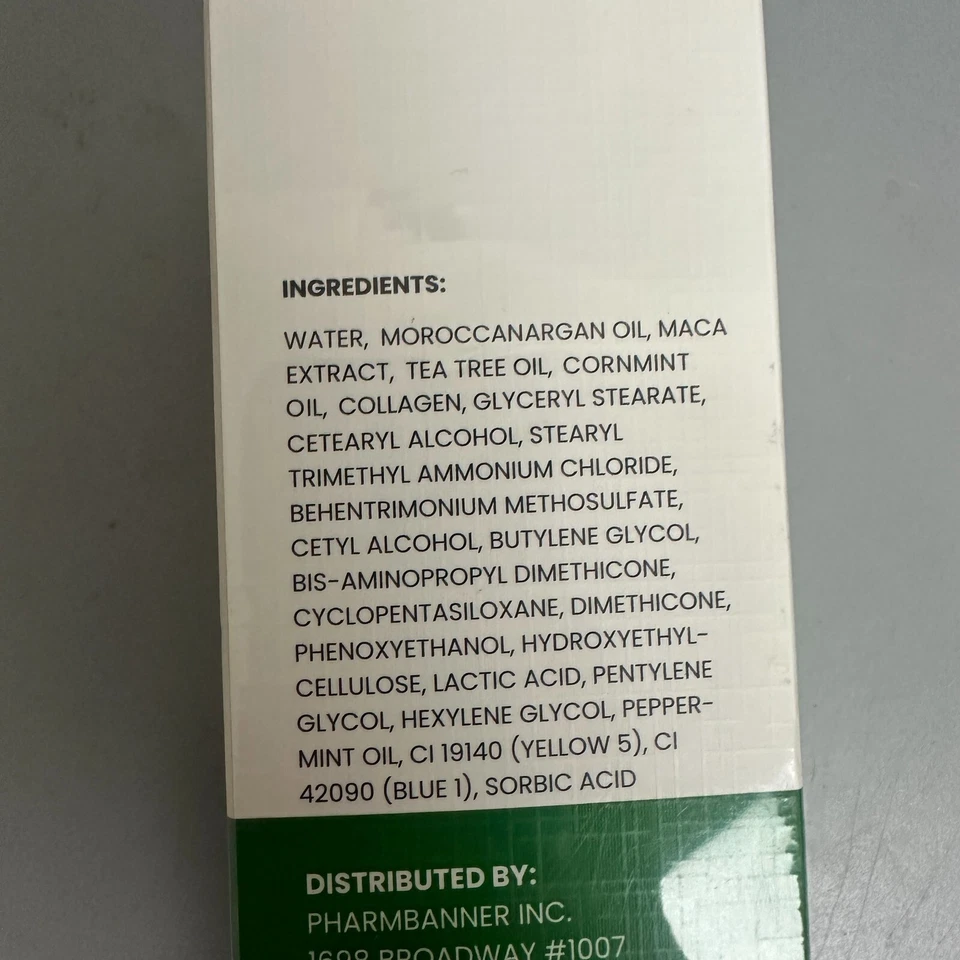 INGREDIENTS:
WATER, MOROCCANARGAN OIL, MACA
EXTRACT, TEA TREE OIL, CORNMINT
OIL, COLLAGEN, GLYCERYL STEARATE,
CETEARYL ALCOHOL, STEARYL
TRIMETHYL AMMONIUM CHLORIDE,
BEHENTRIMONIUM METHOSULFATE,
CETYL ALCOHOL, BUTYLENE GLYCOL,
BIS-AMINOPROPYL DIMETHICONE,
CYCLOPENTASILOXANE, DIMETHICONE,
PHENOXYETHANOL, HYDROXYETHYL-
CELLULOSE, LACTIC ACID, PENTYLENE
GLYCOL, HEXYLENE GLYCOL, PEPPER-
MINT OIL, CI 19140 (YELLOW 5), CI
42090 (BLUE 1), SORBIC ACID
DISTRIBUTED BY:
PHARMBANNER INC.
BROADWAY #1007